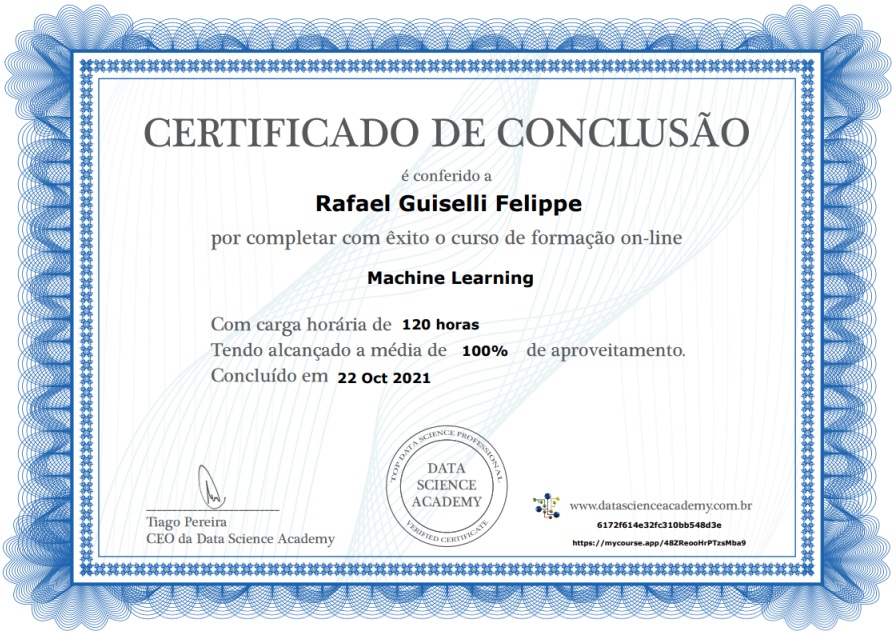 CERTIFICADO DE CONCLUSÃO
é conferido a
Rafael Guiselli Felippe
por completar com êxito o curso de formação on-line
Machine Learning
Com carga horária de 120 horas
Tendo alcançado a média de 100% de aproveitamento.
Concluído em 22 Oct 2021
Tiago Pereira
CEO da Data Science Academy
TOP DATA SCIENCE PROFESSIONAL
DATA
SCIENCE
ACADEMY
VERIFIED CERTIFICATE
www.datascienceacademy.com.br
6172f614e32fc310bb548d3e
https://mycourse.app/48ZReooHrPTzsMba9